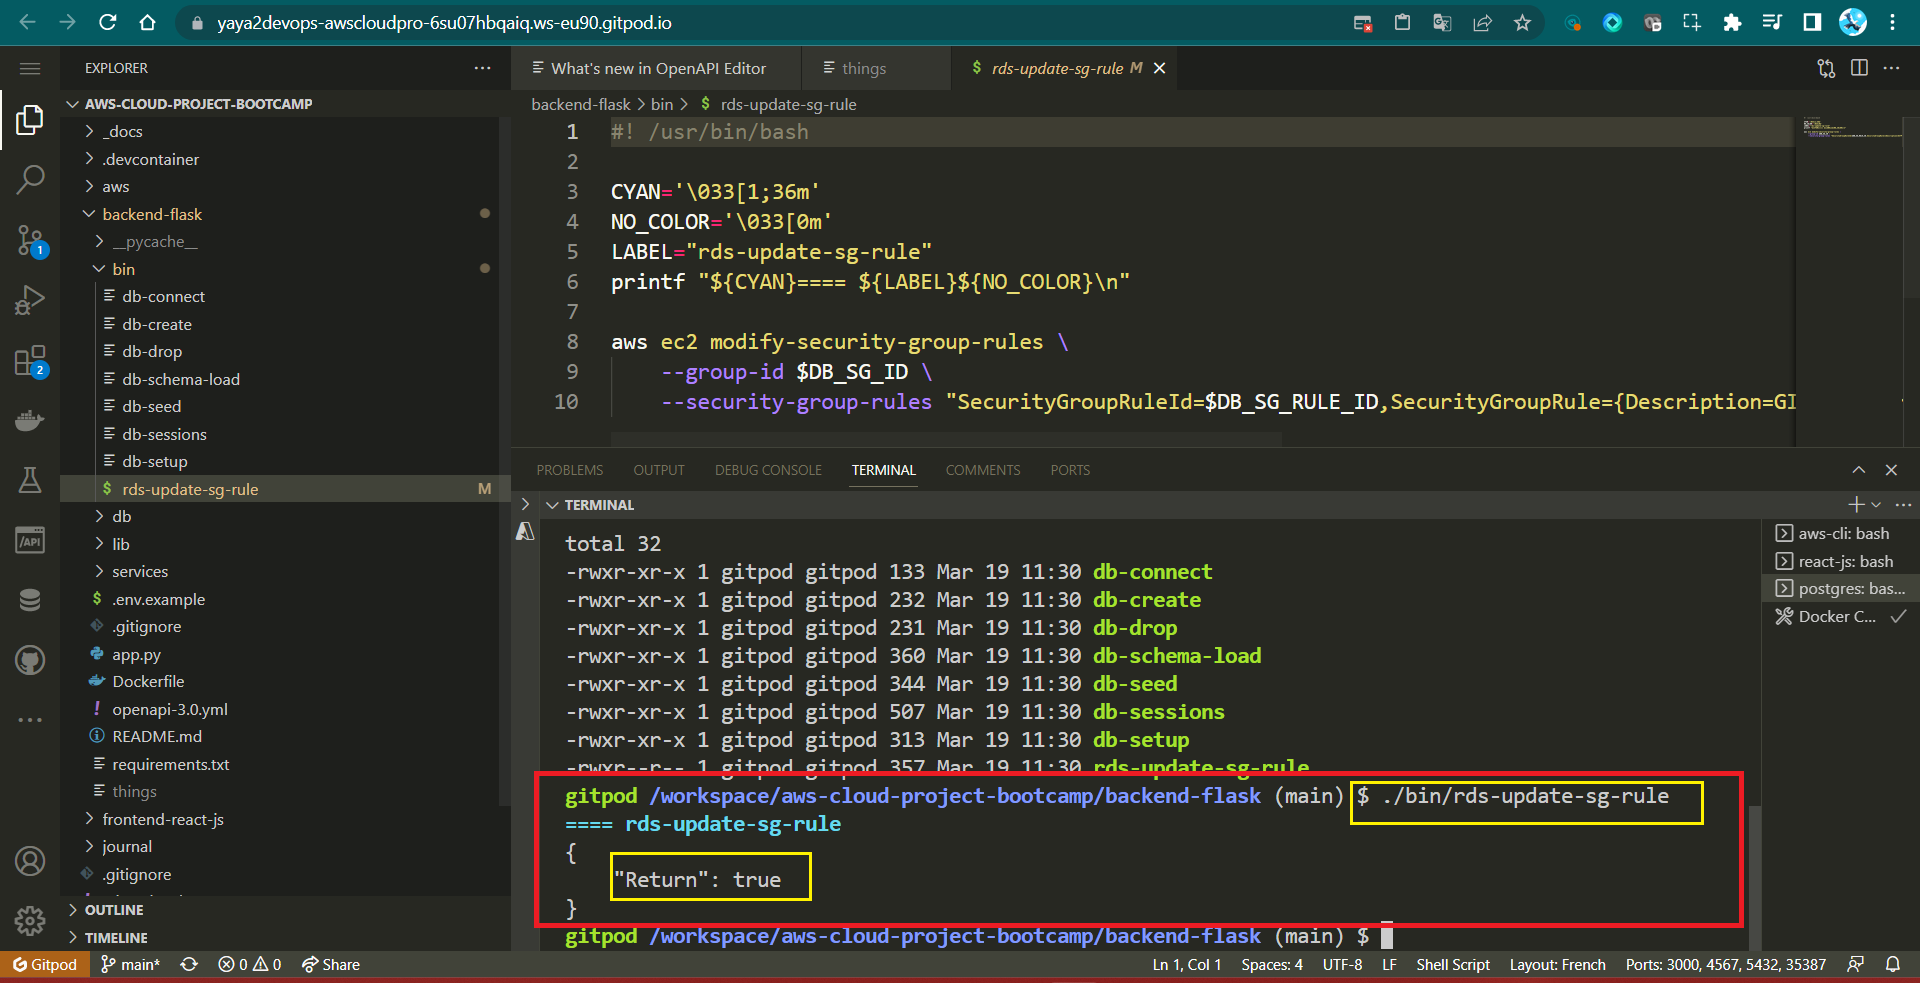 yaya2devops-awscloudpro-6su07hbqaiq.ws-eu90.gitpod.io
EXPLORER
What's new in OpenAPI Editor
things
$ rds-update-sg-rule M
AWS-CLOUD-PROJECT-BOOTCAMP
_docs
.devcontainer
aws
backend-flask
__pycache__
bin
db-connect
db-create
db-drop
db-schema-load
db-seed
db-sessions
db-setup
$ rds-update-sg-rule M
db
lib
services
$ .env.example
.gitignore
app.py
Dockerfile
! openapi-3.0.yml
README.md
requirements.txt
things
frontend-react-js
journal
.gitignore
OUTLINE
TIMELINE
1
2
/API
backend-flask > bin > $ rds-update-sg-rule
1 #! /usr/bin/bash
2
3 CYAN='\033[1;36m'
4 NO_COLOR='\033[0m'
5 LABEL="rds-update-sg-rule"
6 printf "${CYAN}==== ${LABEL}${NO_COLOR}\n"
7
8 aws ec2 modify-security-group-rules \
9 --group-id $DB_SG_ID \
10 --security-group-rules "SecurityGroupRuleId=$DB_SG_RULE_ID,SecurityGroupRule={Description=GI
PROBLEMS OUTPUT DEBUG CONSOLE TERMINAL COMMENTS PORTS
TERMINAL
total 32
-rwxr-xr-x 1 gitpod gitpod 133 Mar 19 11:30 db-connect
-rwxr-xr-x 1 gitpod gitpod 232 Mar 19 11:30 db-create
-rwxr-xr-x 1 gitpod gitpod 231 Mar 19 11:30 db-drop
-rwxr-xr-x 1 gitpod gitpod 360 Mar 19 11:30 db-schema-load
-rwxr-xr-x 1 gitpod gitpod 344 Mar 19 11:30 db-seed
-rwxr-xr-x 1 gitpod gitpod 507 Mar 19 11:30 db-sessions
-rwxr-xr-x 1 gitpod gitpod 313 Mar 19 11:30 db-setup
-rwxr--r-- 1 gitpod gitpod 357 Mar 19 11:30 rds-update-sg-rule
gitpod /workspace/aws-cloud-project-bootcamp/backend-flask (main) $ ./bin/rds-update-sg-rule
==== rds-update-sg-rule
{
"Return": true
}
gitpod /workspace/aws-cloud-project-bootcamp/backend-flask (main) $
aws-cli: bash
react-js: bash
postgres: bas...
Docker C...
Gitpod main* 0 0 Share
Ln 1, Col 1 Spaces: 4 UTF-8 LF Shell Script Layout: French Ports: 3000, 4567, 5432, 35387